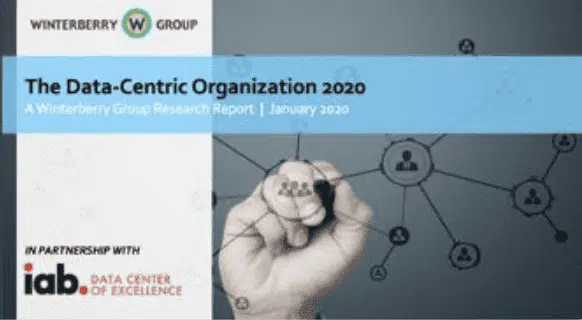 WINTERBERRY W GROUP
The Data-Centric Organization 2020
A Winterberry Group Research Report | January 2020
IN PARTNERSHIP WITH
iab. DATA CENTER
OF EXCELLENCE